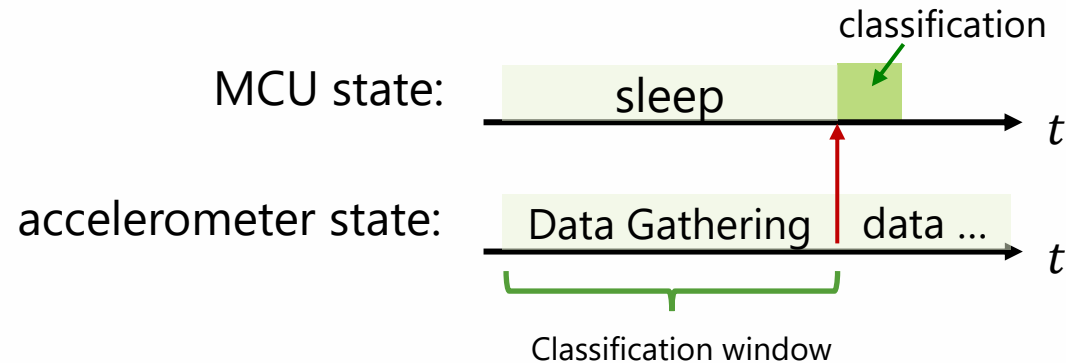 classification
MCU state:
sleep
t
accelerometer state:
Data Gathering
data ...
t
Classification window